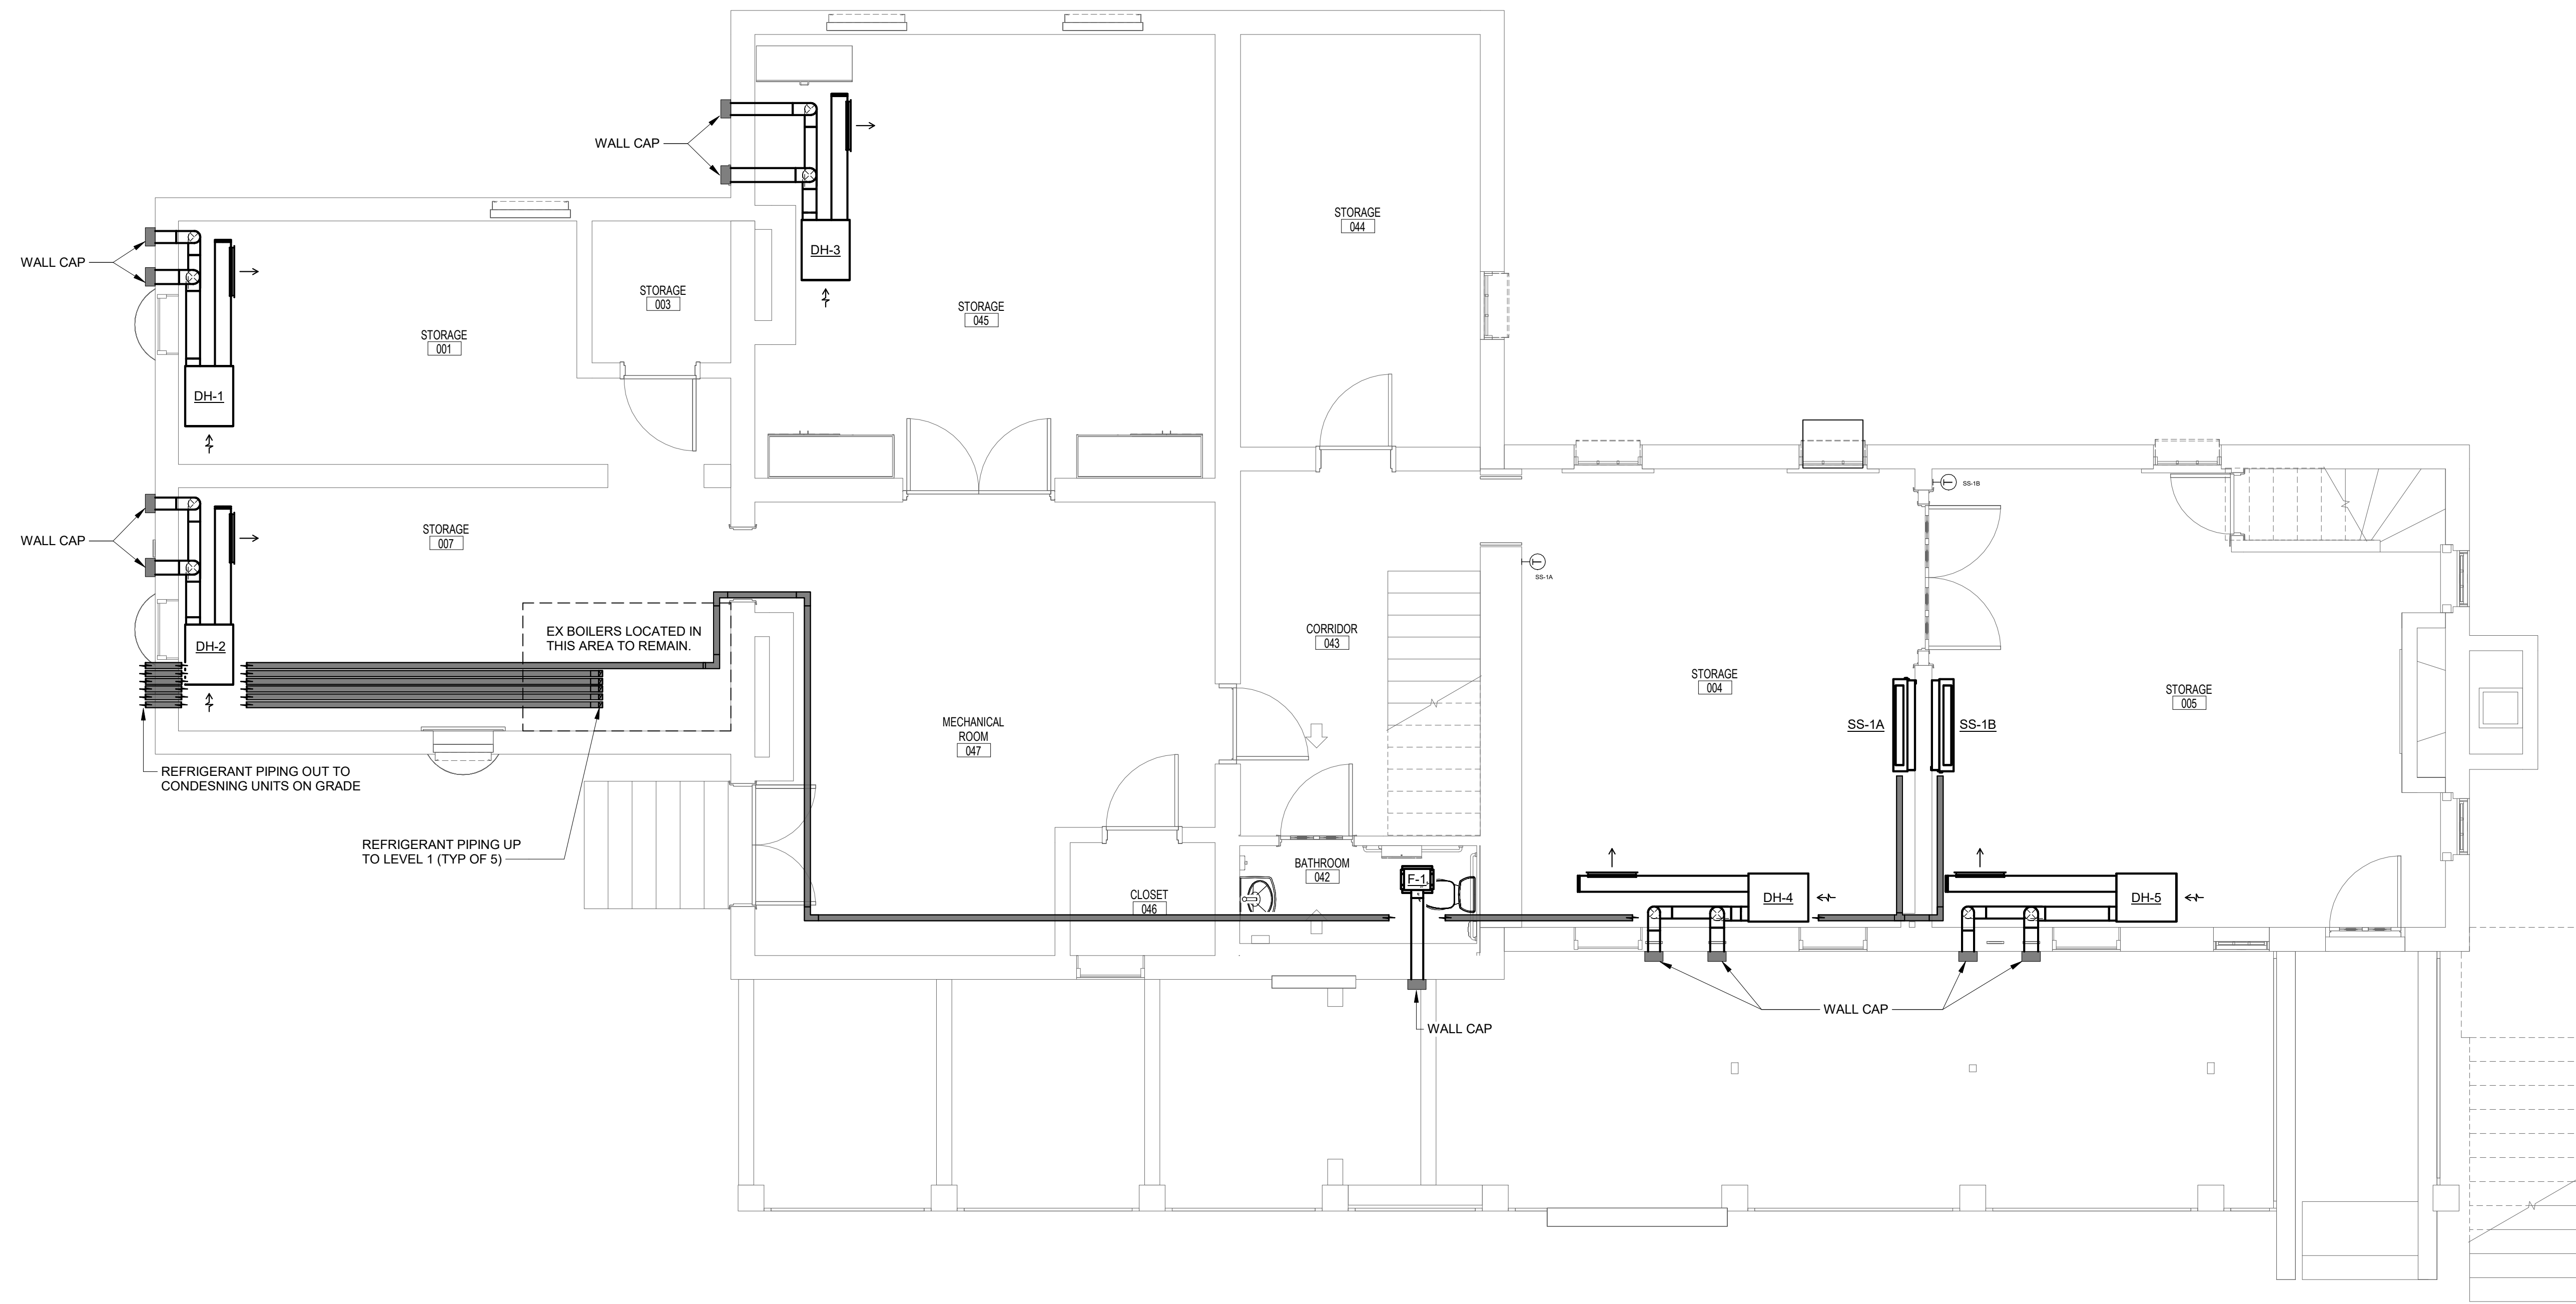 WALL CAP
STORAGE
044
WALL CAP
DH-3
STORAGE
003
STORAGE
045
STORAGE
001
DH-1
SS-1B
STORAGE
007
WALL CAP
SS-1A
EX BOILERS LOCATED IN
THIS AREA TO REMAIN.
CORRIDOR
043
DH-2
STORAGE
004
STORAGE
005
MECHANICAL
ROOM
047
SS-1A
SS-1B
REFRIGERANT PIPING OUT TO
CONDESNING UNITS ON GRADE
REFRIGERANT PIPING UP
TO LEVEL 1 (TYP OF 5)
BATHROOM
042
F-1
CLOSET
046
DH-4
DH-5
WALL CAP
WALL CAP